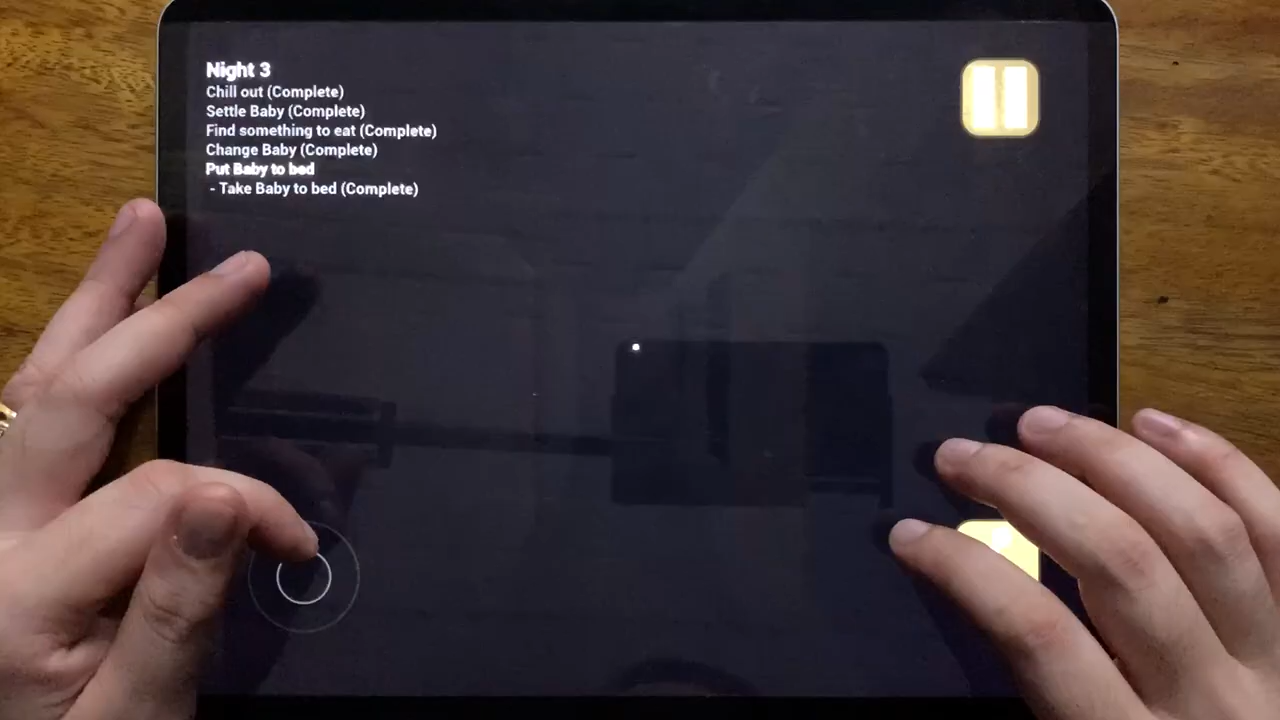 Night 3
Chill out (Complete)
Settle Baby (Complete)
Find something to eat (Complete)
Change Baby (Complete)
Put Baby to bed
- Take Baby to bed (Complete)